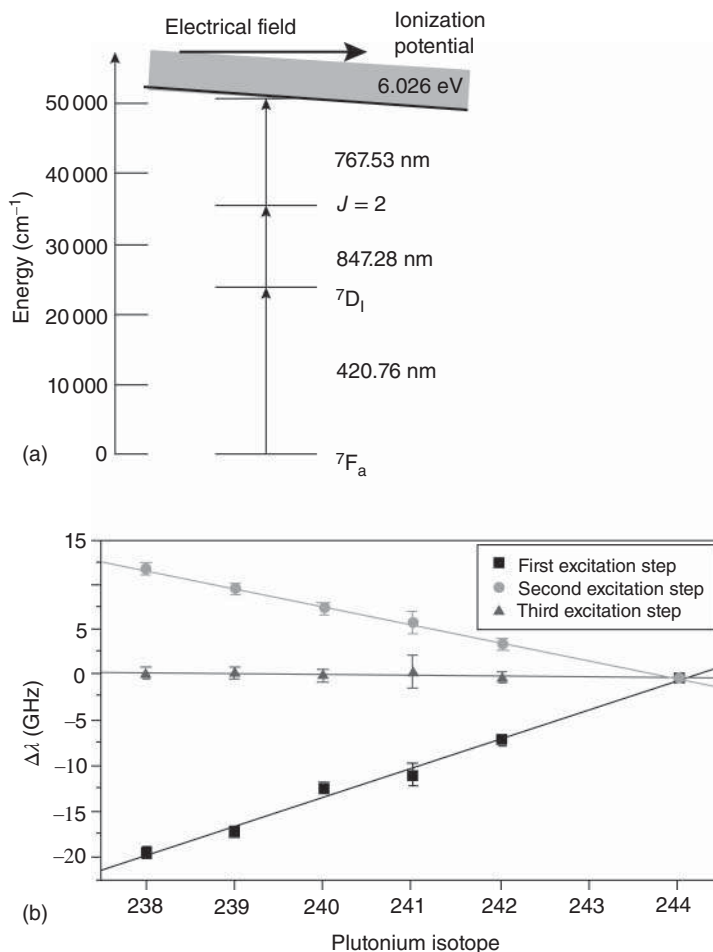 Electrical field
Ionization
potential
6.026 eV
50 000
40 000
30 000
20 000
10 000
0
Energy (cm⁻¹)
767.53 nm
J = 2
847.28 nm
⁷D₁
420.76 nm
⁷Fₐ
(a)
15
5
0
−5
−10
−15
−20
Δλ (GHz)
First excitation step
Second excitation step
Third excitation step
238 239 240 241 242 243 244
Plutonium isotope
(b)